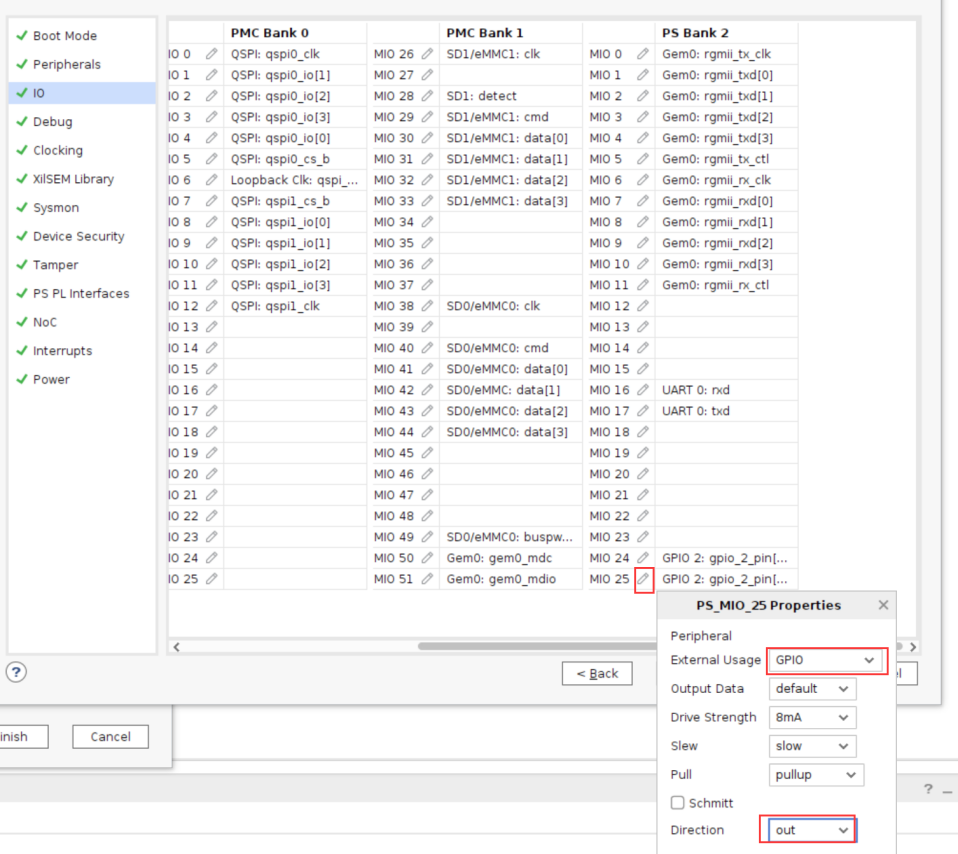 Boot Mode
Peripherals
IO
Debug
Clocking
XilSEM Library
Sysmon
Device Security
Tamper
PS PL Interfaces
NoC
Interrupts
Power
PMC Bank 0 PMC Bank 1 PS Bank 2
IO 0 QSPI: qspi0_clk MIO 26 SD1/eMMC1: clk MIO 0 Gem0: rgmii_tx_clk
IO 1 QSPI: qspi0_io[1] MIO 27 MIO 1 Gem0: rgmii_txd[0]
IO 2 QSPI: qspi0_io[2] MIO 28 SD1: detect MIO 2 Gem0: rgmii_txd[1]
IO 3 QSPI: qspi0_io[3] MIO 29 SD1/eMMC1: cmd MIO 3 Gem0: rgmii_txd[2]
IO 4 QSPI: qspi0_io[0] MIO 30 SD1/eMMC1: data[0] MIO 4 Gem0: rgmii_txd[3]
IO 5 QSPI: qspi0_cs_b MIO 31 SD1/eMMC1: data[1] MIO 5 Gem0: rgmii_tx_ctl
IO 6 Loopback Clk: qspi_... MIO 32 SD1/eMMC1: data[2] MIO 6 Gem0: rgmii_rx_clk
IO 7 QSPI: qspi1_cs_b MIO 33 SD1/eMMC1: data[3] MIO 7 Gem0: rgmii_rxd[0]
IO 8 QSPI: qspi1_io[0] MIO 34 MIO 8 Gem0: rgmii_rxd[1]
IO 9 QSPI: qspi1_io[1] MIO 35 MIO 9 Gem0: rgmii_rxd[2]
IO 10 QSPI: qspi1_io[2] MIO 36 MIO 10 Gem0: rgmii_rxd[3]
IO 11 QSPI: qspi1_io[3] MIO 37 MIO 11 Gem0: rgmii_rx_ctl
IO 12 QSPI: qspi1_clk MIO 38 SD0/eMMC0: clk MIO 12
IO 13 MIO 39 MIO 13
IO 14 MIO 40 SD0/eMMC0: cmd MIO 14
IO 15 MIO 41 SD0/eMMC0: data[0] MIO 15
IO 16 MIO 42 SD0/eMMC: data[1] MIO 16 UART 0: rxd
IO 17 MIO 43 SD0/eMMC0: data[2] MIO 17 UART 0: txd
IO 18 MIO 44 SD0/eMMC0: data[3] MIO 18
IO 19 MIO 45 MIO 19
IO 20 MIO 46 MIO 20
IO 21 MIO 47 MIO 21
IO 22 MIO 48 MIO 22
IO 23 MIO 49 SD0/eMMC0: buspw... MIO 23
IO 24 MIO 50 Gem0: gem0_mdc MIO 24 GPIO 2: gpio_2_pin[...
IO 25 MIO 51 Gem0: gem0_mdio MIO 25 GPIO 2: gpio_2_pin[...
< Back
inish Cancel
PS_MIO_25 Properties
Peripheral
External Usage GPIO
Output Data default
Drive Strength 8mA
Slew slow
Pull pullup
Schmitt
Direction out